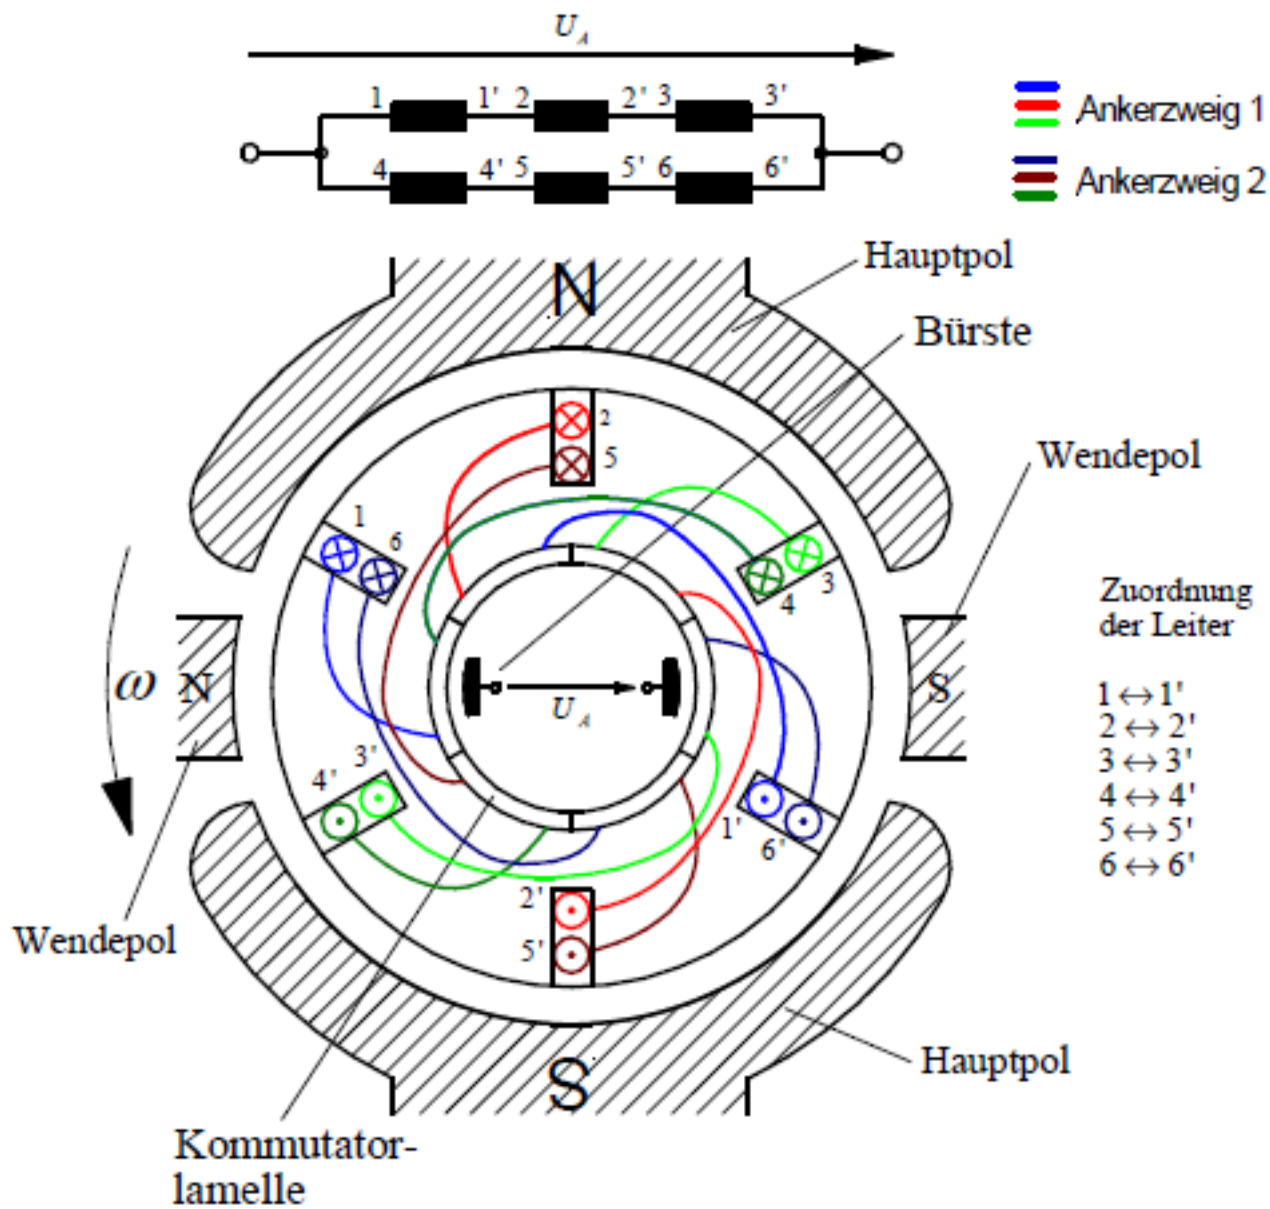 U_A
1 1' 2 2' 3 3'
4 4' 5 5' 6 6'
Ankerzweig 1
Ankerzweig 2
Hauptpol
N
Bürste
2
5
Wendepol
1
6
3
4
ω
N
U_A
S
Zuordnung
der Leiter
1 ↔ 1'
2 ↔ 2'
3 ↔ 3'
4 ↔ 4'
5 ↔ 5'
6 ↔ 6'
3'
4'
1'
6'
2'
5'
Wendepol
S
Hauptpol
Kommutator-
lamelle